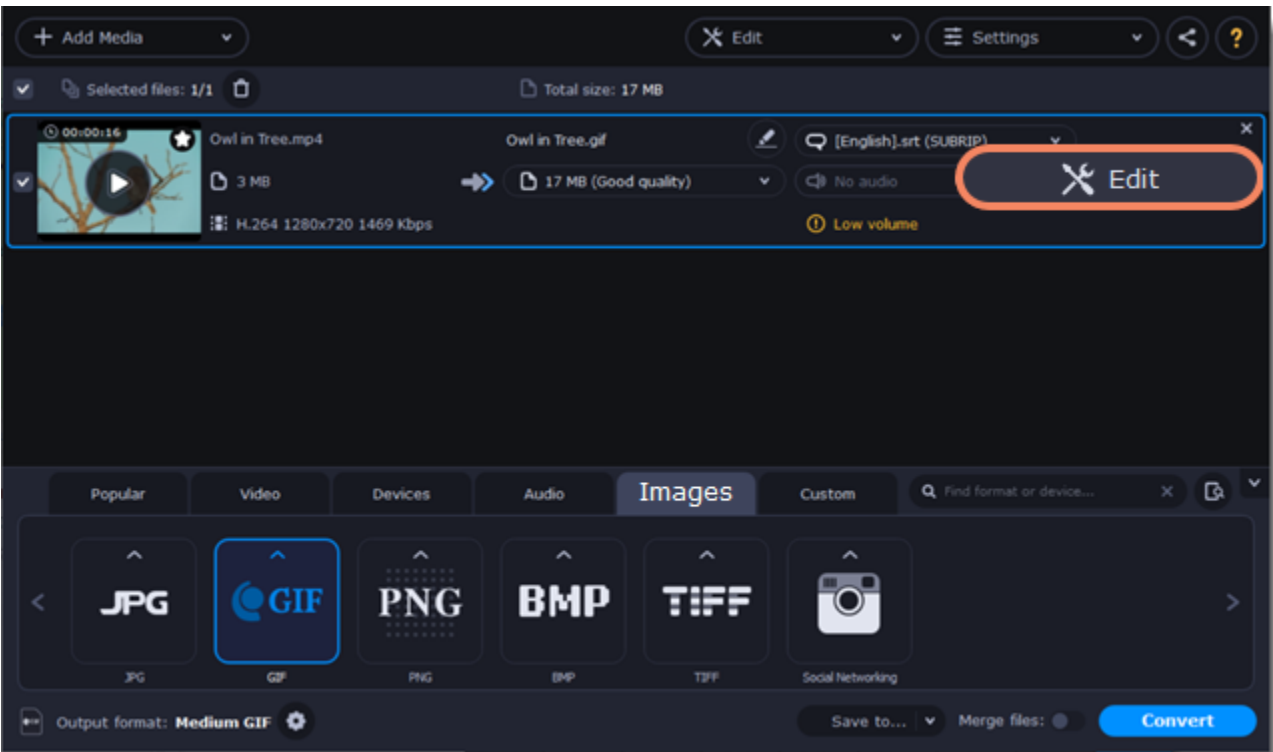 Add Media
Edit
Settings
?
Selected files: 1/1
Total size: 17 MB
00:00:16
Owl in Tree.mp4
Owl in Tree.gif
[English].srt (SUBRIP)
3 MB
17 MB (Good quality)
No audio
Edit
H.264 1280x720 1469 Kbps
Low volume
Popular
Video
Devices
Audio
Images
Custom
Find format or device...
JPG
GIF
PNG
BMP
TIFF
JPG
GIF
PNG
BMP
TIFF
Social Networking
Output format: Medium GIF
Save to...
Merge files:
Convert